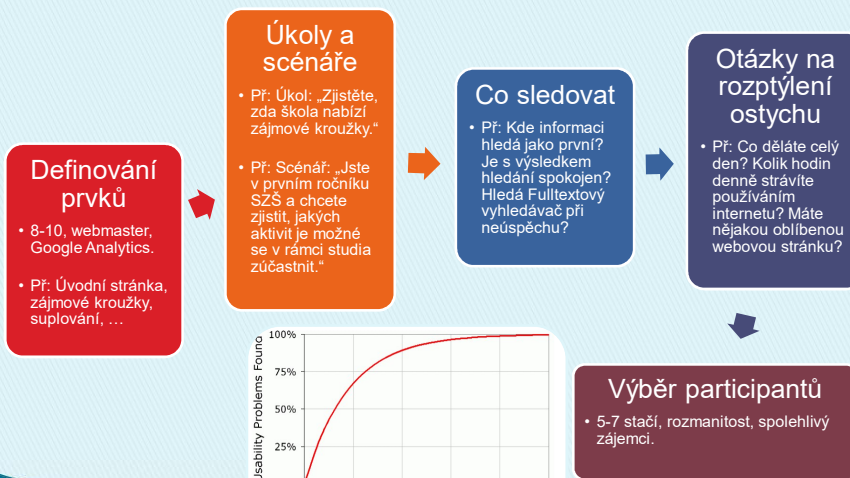 Definování
prvků
• 8-10, webmaster,
Google Analytics.
• Př: Úvodní stránka,
zájmové kroužky,
suplování, …
Úkoly a
scénáře
• Př: Úkol: „Zjistěte,
zda škola nabízí
zájmové kroužky.“
• Př: Scénář: „Jste
v prvním ročníku
SZŠ a chcete
zjistit, jakých
aktivit je možné
se v rámci studia
zúčastnit.“
Co sledovat
• Př: Kde informaci
hledá jako první?
Je s výsledkem
hledání spokojen?
Hledá Fulltextový
vyhledávač při
neúspěchu?
Otázky na
rozptýlení
ostychu
• Př: Co děláte celý
den? Kolik hodin
denně strávíte
používáním
internetu? Máte
nějakou oblíbenou
webovou stránku?
Výběr participantů
• 5-7 stačí, rozmanitost, spolehlivý
zájemci.
Usability Problems Found
100%
75%
50%
25%